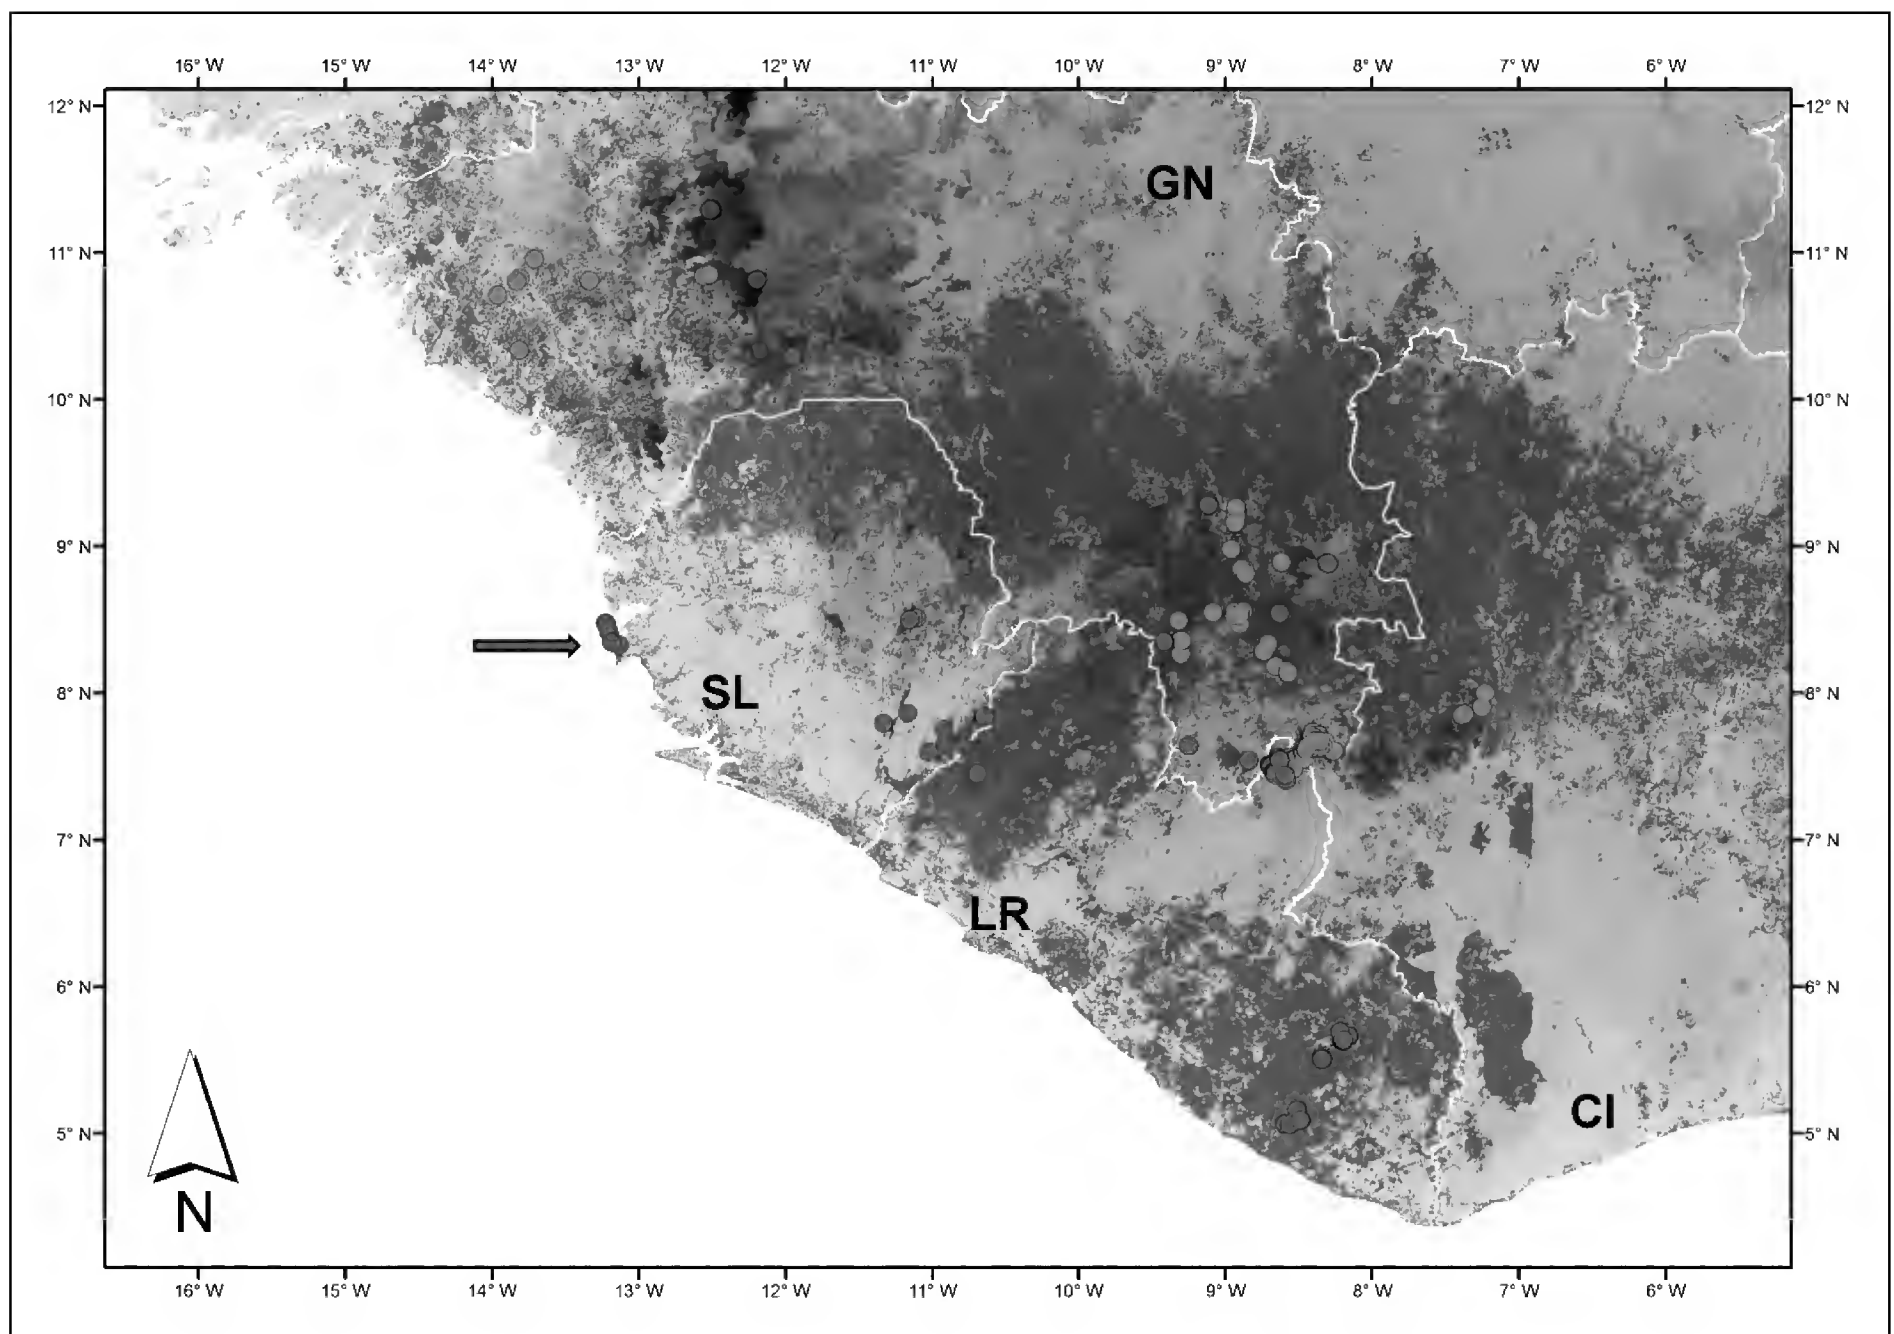 16° W 15° W 14° W 13° W 12° W 11° W 10° W 9° W 8° W 7° W 6° W
12° N 12° N
GN
11° N 11° N
10° N 10° N
9° N 9° N
8° N SL 8° N
7° N 7° N
LR
6° N 6° N
5° N CI 5° N
N
16° W 15° W 14° W 13° W 12° W 11° W 10° W 9° W 8° W 7° W 6° W